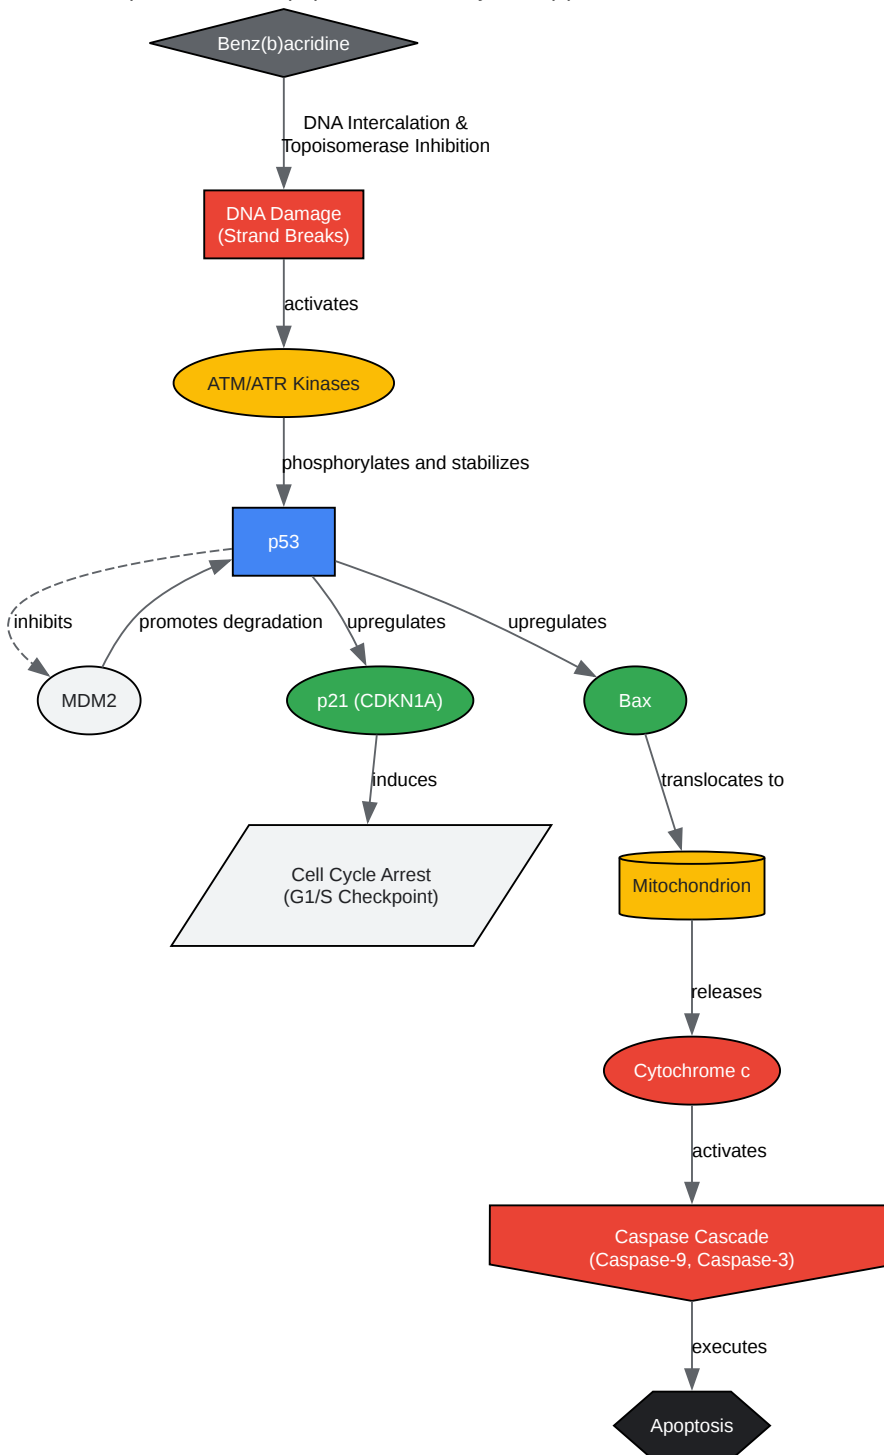 Benz(b)acridine
DNA Intercalation &
Topoisomerase Inhibition
DNA Damage
(Strand Breaks)
activates
ATM/ATR Kinases
phosphorylates and stabilizes
p53
inhibits
promotes degradation
upregulates
upregulates
MDM2
p21 (CDKN1A)
Bax
induces
translocates to
Cell Cycle Arrest
(G1/S Checkpoint)
Mitochondrion
releases
Cytochrome c
activates
Caspase Cascade
(Caspase-9, Caspase-3)
executes
Apoptosis